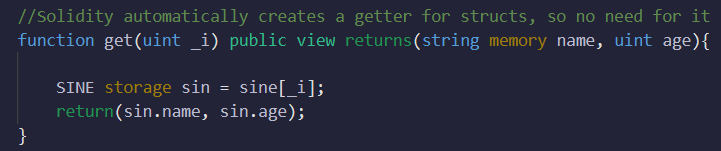 //Solidity automatically creates a getter for structs, so no need for it
function get(uint _i) public view returns(string memory name, uint age){
SINE storage sin = sine[_i];
return(sin.name, sin.age);
}